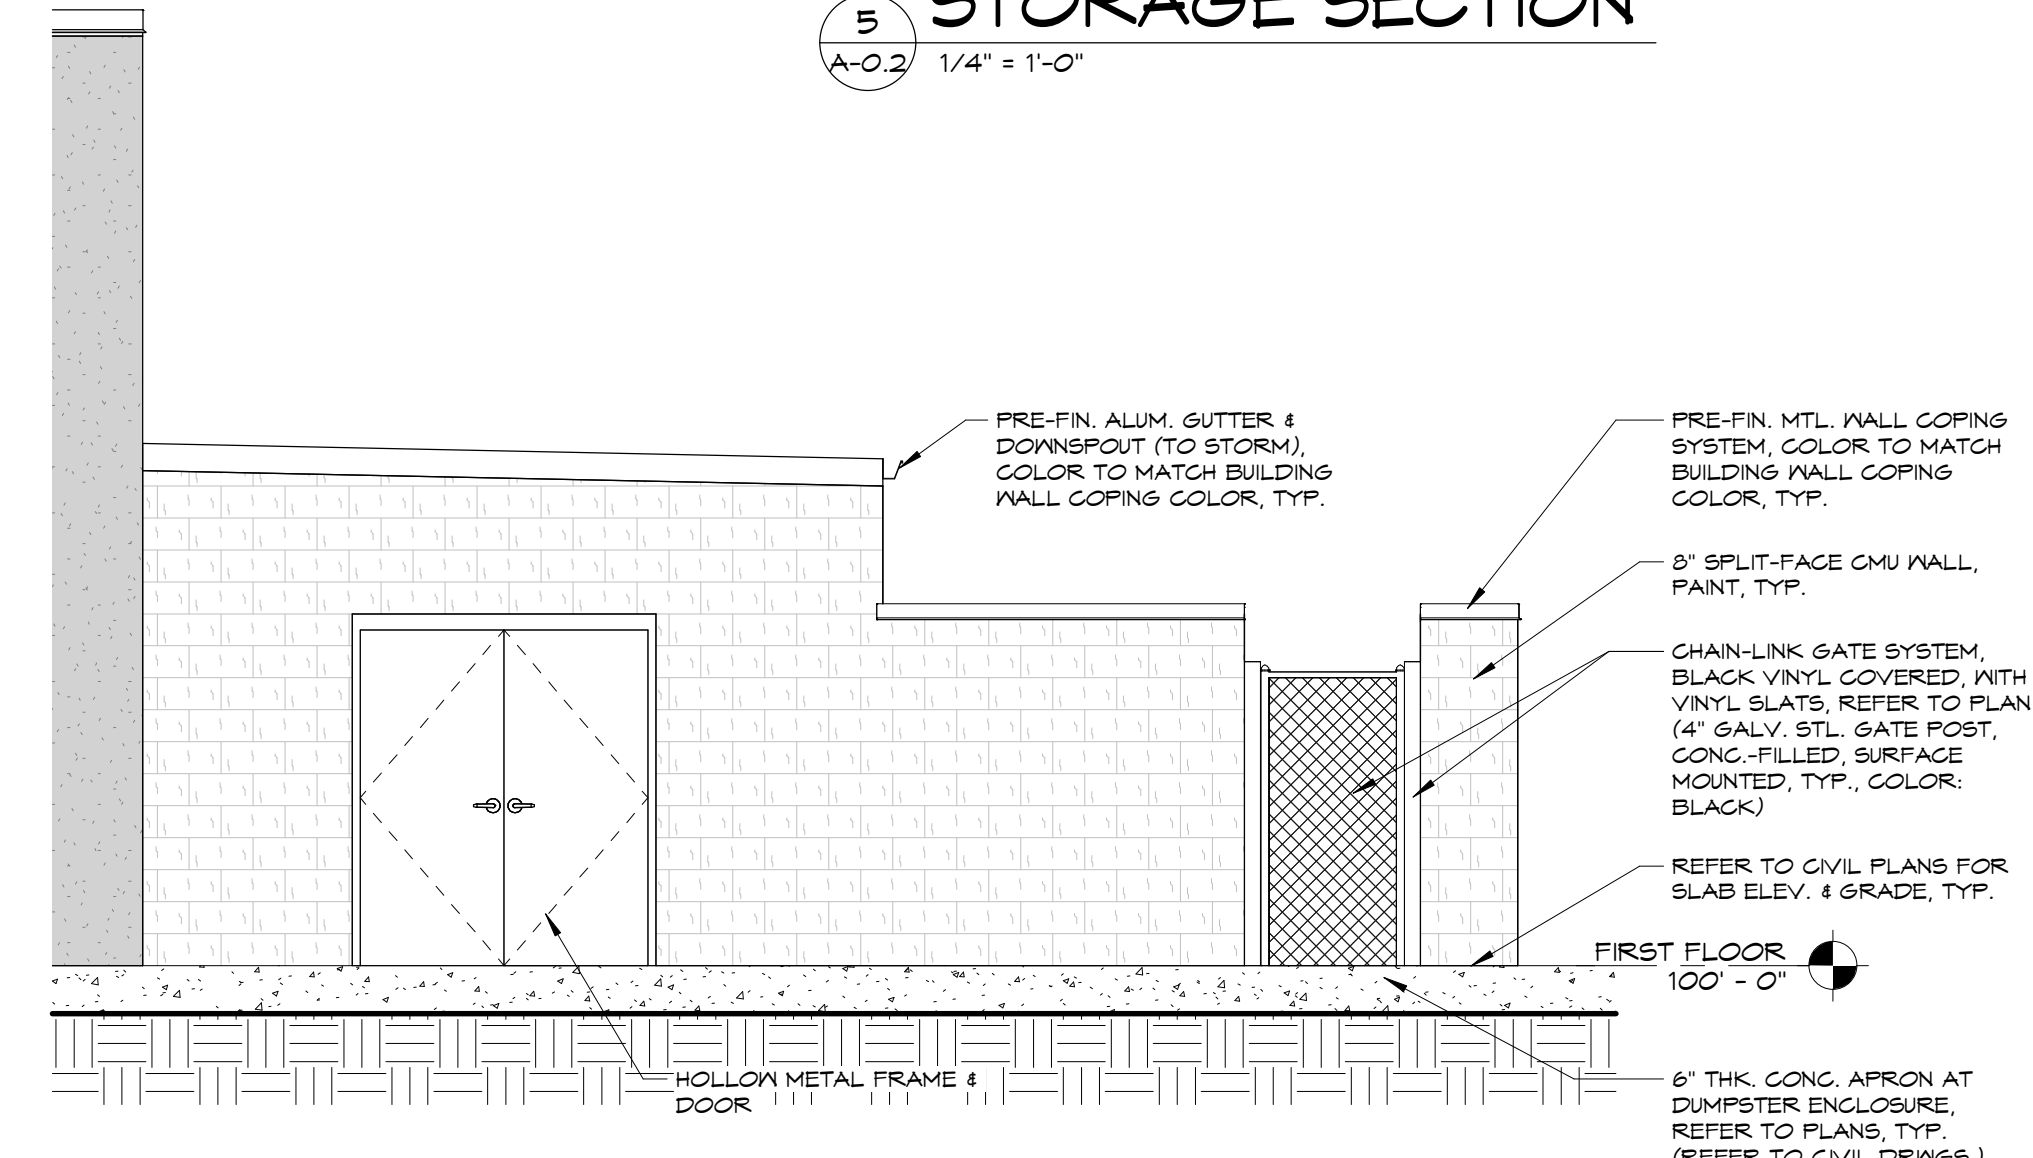 5
STORAGE SECTION
A-0.2
1/4" = 1'-0"
PRE-FIN. ALUM. GUTTER &
DOWNSPOUT (TO STORM),
COLOR TO MATCH BUILDING
WALL COPING COLOR, TYP.
PRE-FIN. MTL. WALL COPING
SYSTEM, COLOR TO MATCH
BUILDING WALL COPING
COLOR, TYP.
8" SPLIT-FACE CMU WALL,
PAINT, TYP.
CHAIN-LINK GATE SYSTEM,
BLACK VINYL COVERED, WITH
VINYL SLATS, REFER TO PLAN
(4" GALV. STL. GATE POST,
CONC.-FILLED, SURFACE
MOUNTED, TYP., COLOR:
BLACK)
REFER TO CIVIL PLANS FOR
SLAB ELEV. & GRADE, TYP.
FIRST FLOOR
100' - 0"
HOLLOW METAL FRAME &
DOOR
6" THK. CONC. APRON AT
DUMPSTER ENCLOSURE,
REFER TO PLANS, TYP.
(REFER TO CIVIL DRWGS.)